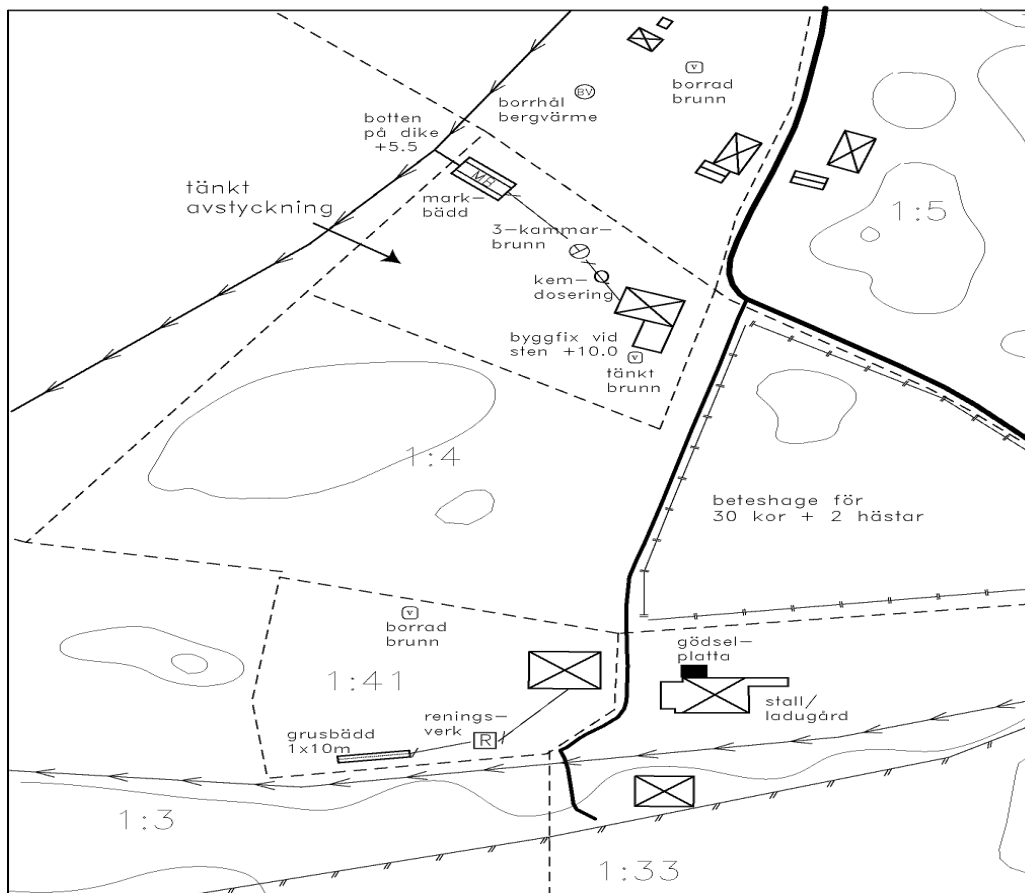 V
borrad
brunn
BV
borrhål
bergvärme
botten
på dike
+5.5
MB
mark-
bädd
tänkt
avstyckning
1:5
3-kammar-
brunn
kem-
dosering
byggfix vid
sten +10.0
V
tänkt
brunn
1:4
beteshage för
30 kor + 2 hästar
V
borrad
brunn
1:41
gödsel-
platta
stall/
ladugård
renings-
verk
R
grusbädd
1x10m
1:3
1:33